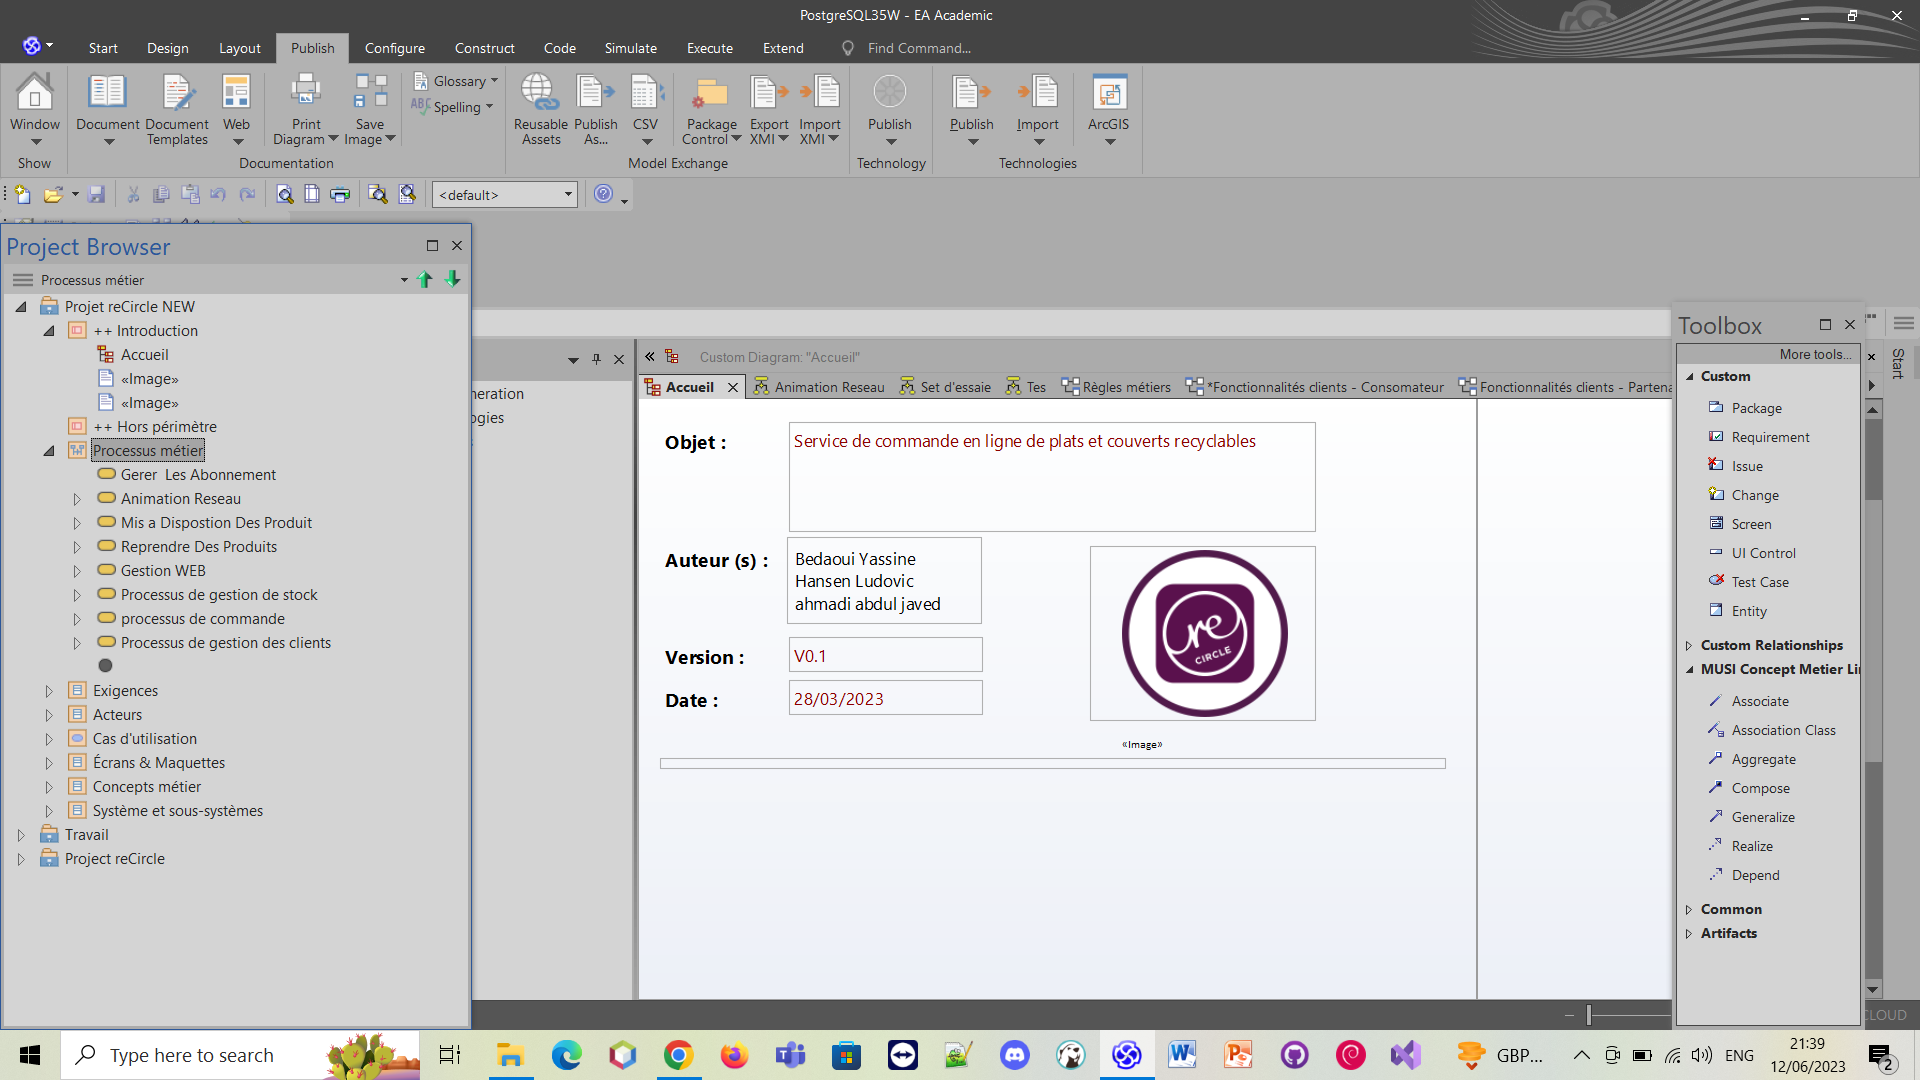 PostgreSQL35W - EA Academic
Start Design Layout Publish Configure Construct Code Simulate Execute Extend Find Command...
Window
Show
Document
Document Templates
Web
Print Diagram
Save Image
Glossary
ABC Spelling
Documentation
Reusable Assets
Publish As...
CSV
Package Control
Export XMI
Import XMI
Model Exchange
Publish
Technology
Publish
Import
Technologies
ArcGIS
<default>
Project Browser
Processus métier
Projet reCircle NEW
++ Introduction
Accueil
«Image»
«Image»
++ Hors périmètre
Processus métier
Gerer Les Abonnement
Animation Reseau
Mis a Dispostion Des Produit
Reprendre Des Produits
Gestion WEB
Processus de gestion de stock
processus de commande
Processus de gestion des clients
Exigences
Acteurs
Cas d'utilisation
Écrans & Maquettes
Concepts métier
Système et sous-systèmes
Travail
Project reCircle
neration
ogies
Custom Diagram: "Accueil"
Accueil Animation Reseau Set d'essaie Tes Règles métiers *Fonctionnalités clients - Consomateur Fonctionnalités clients - Partena
Objet : Service de commande en ligne de plats et couverts recyclables
Auteur (s) : Bedaoui Yassine
Hansen Ludovic
ahmadi abdul javed
Version : V0.1
Date : 28/03/2023
re
CIRCLE
«Image»
Toolbox
More tools...
Custom
Package
Requirement
Issue
Change
Screen
UI Control
Test Case
Entity
Custom Relationships
MUSI Concept Metier Li
Associate
Association Class
Aggregate
Compose
Generalize
Realize
Depend
Common
Artifacts
Start
CLOUD
Type here to search
GBP...
ENG
21:39
12/06/2023
2